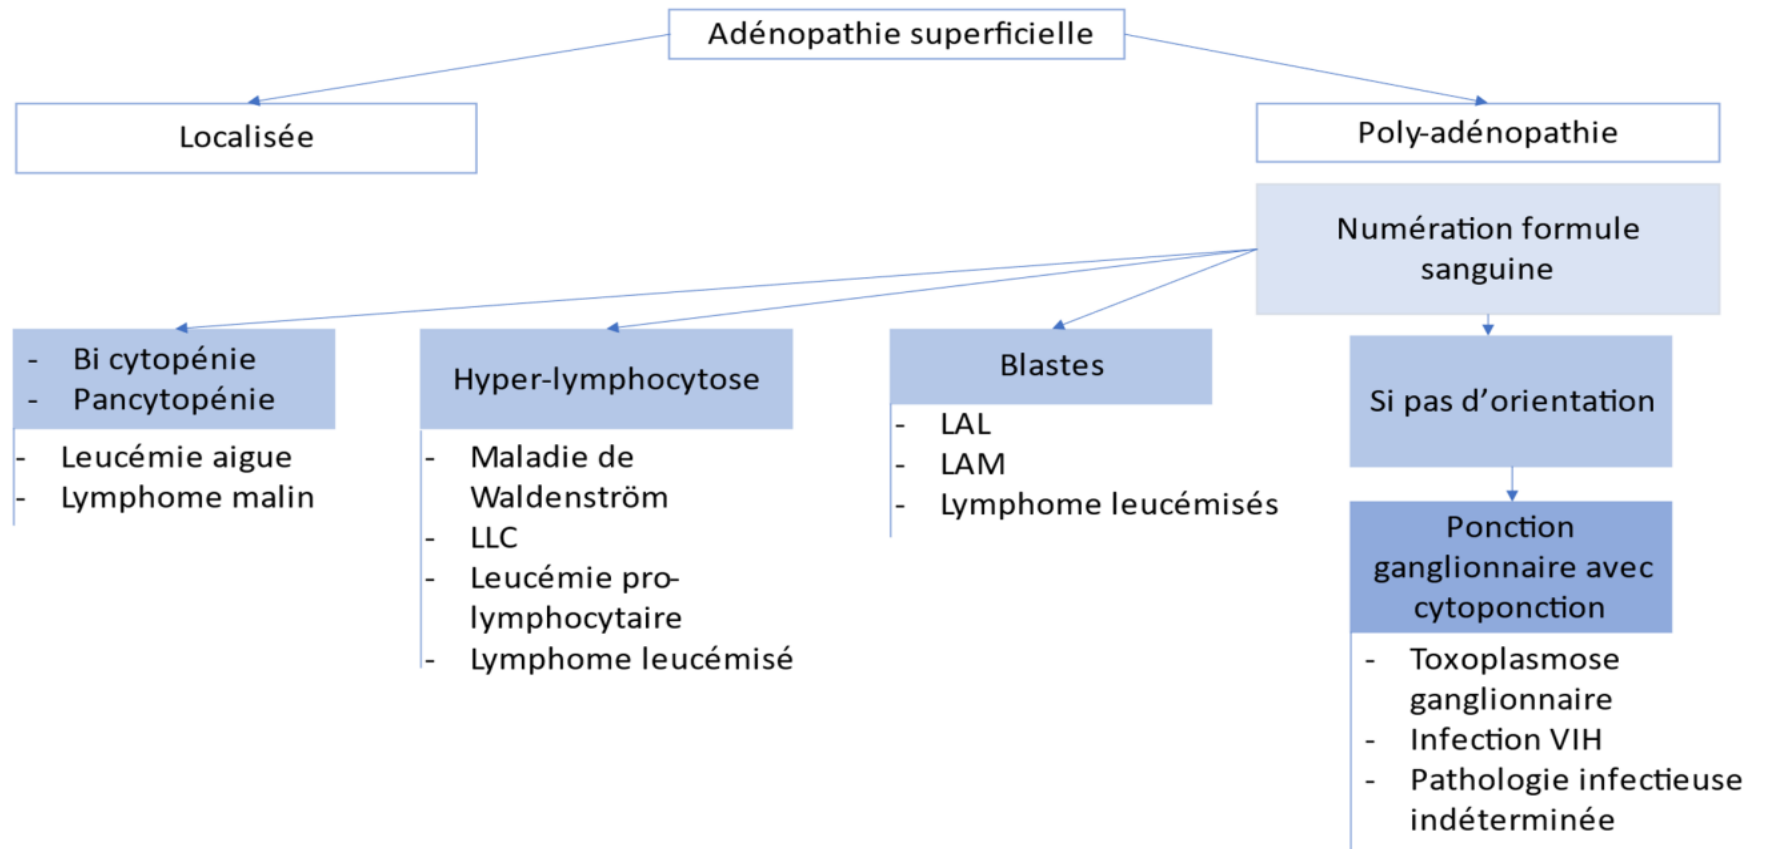 Adénopathie superficielle
Localisée
Poly-adénopathie
Numération formule
sanguine
- Bi cytopénie
- Pancytopénie
- Leucémie aigue
- Lymphome malin
Hyper-lymphocytose
- Maladie de
Waldenström
- LLC
- Leucémie pro-
lymphocytaire
- Lymphome leucémisé
Blastes
- LAL
- LAM
- Lymphome leucémisés
Si pas d’orientation
Ponction
ganglionnaire avec
cytoponction
- Toxoplasmose
ganglionnaire
- Infection VIH
- Pathologie infectieuse
indéterminée